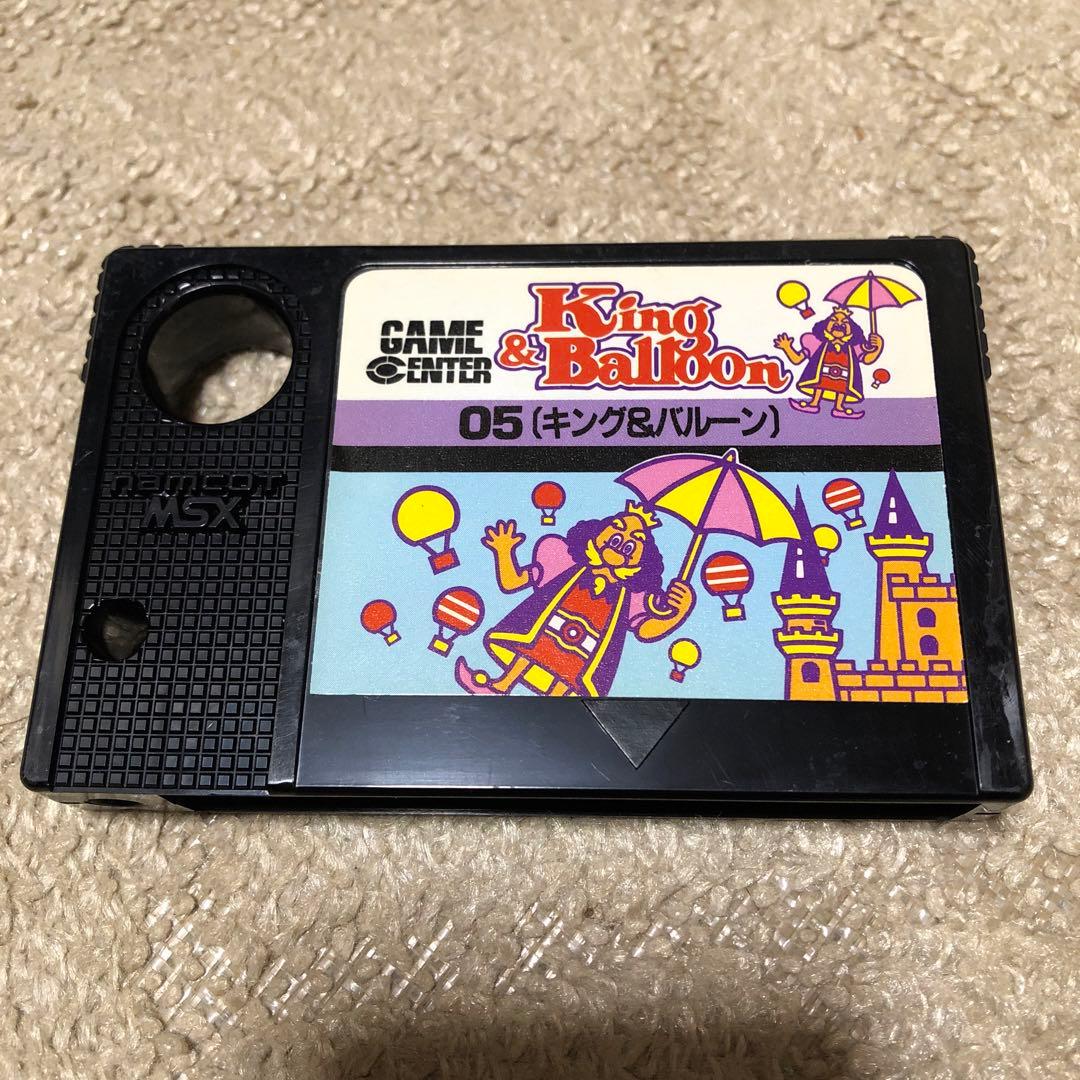 GAME
CENTER
King
& Balloon
05 (キング&バルーン)
namcot
MSX